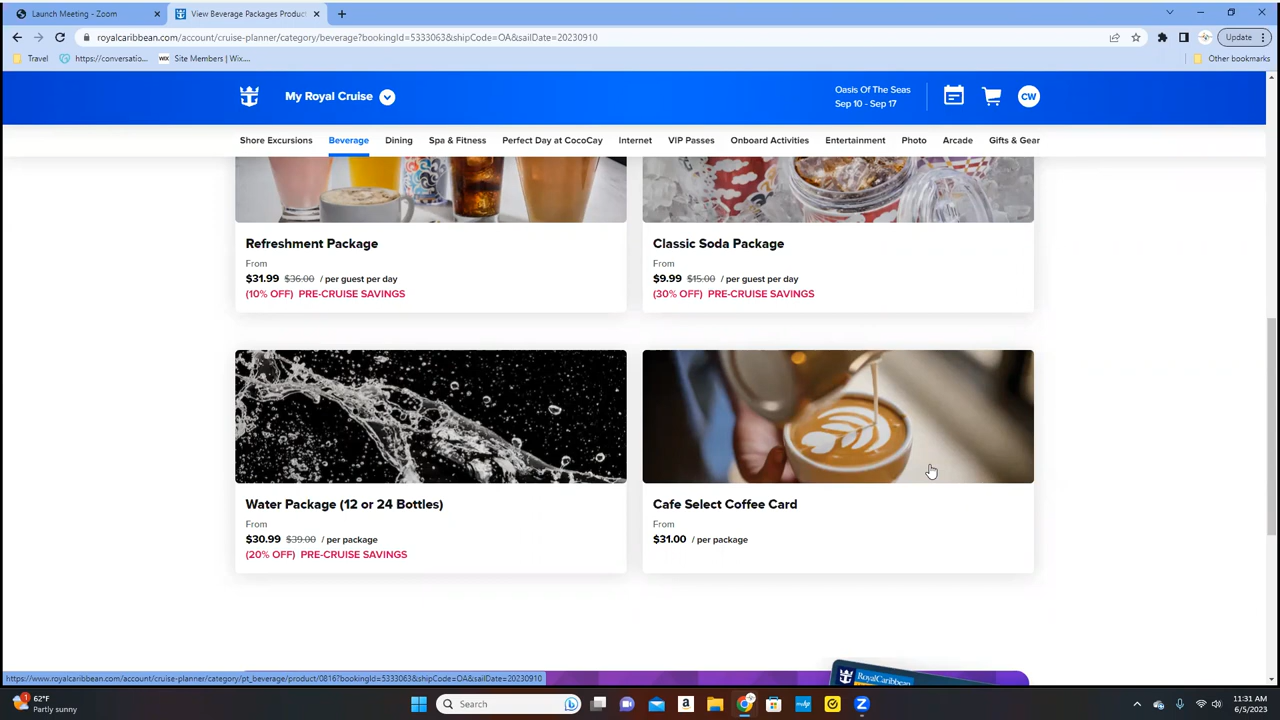 Launch Meeting - Zoom
View Beverage Packages Product
royalcaribbean.com/account/cruise-planner/category/beverage?bookingId=5333063&shipCode=OA&sailDate=20230910
Update
Travel
https://conversatio...
WIX
Site Members | Wix....
Other bookmarks
My Royal Cruise
Oasis Of The Seas
Sep 10 - Sep 17
CW
Shore Excursions Beverage Dining Spa & Fitness Perfect Day at CocoCay Internet VIP Passes Onboard Activities Entertainment Photo Arcade Gifts & Gear
Refreshment Package
From
$31.99 $36.00 / per guest per day
(10% OFF) PRE-CRUISE SAVINGS
Classic Soda Package
From
$9.99 $15.00 / per guest per day
(30% OFF) PRE-CRUISE SAVINGS
Water Package (12 or 24 Bottles)
From
$30.99 $39.00 / per package
(20% OFF) PRE-CRUISE SAVINGS
Cafe Select Coffee Card
From
$31.00 / per package
RoyalCaribbean
https://www.royalcaribbean.com/account/cruise-planner/category/pt_beverage/product/0816?bookingId=5333063&shipCode=OA&sailDate=20230910
1
62°F
Partly sunny
Search
11:31 AM
6/5/2023